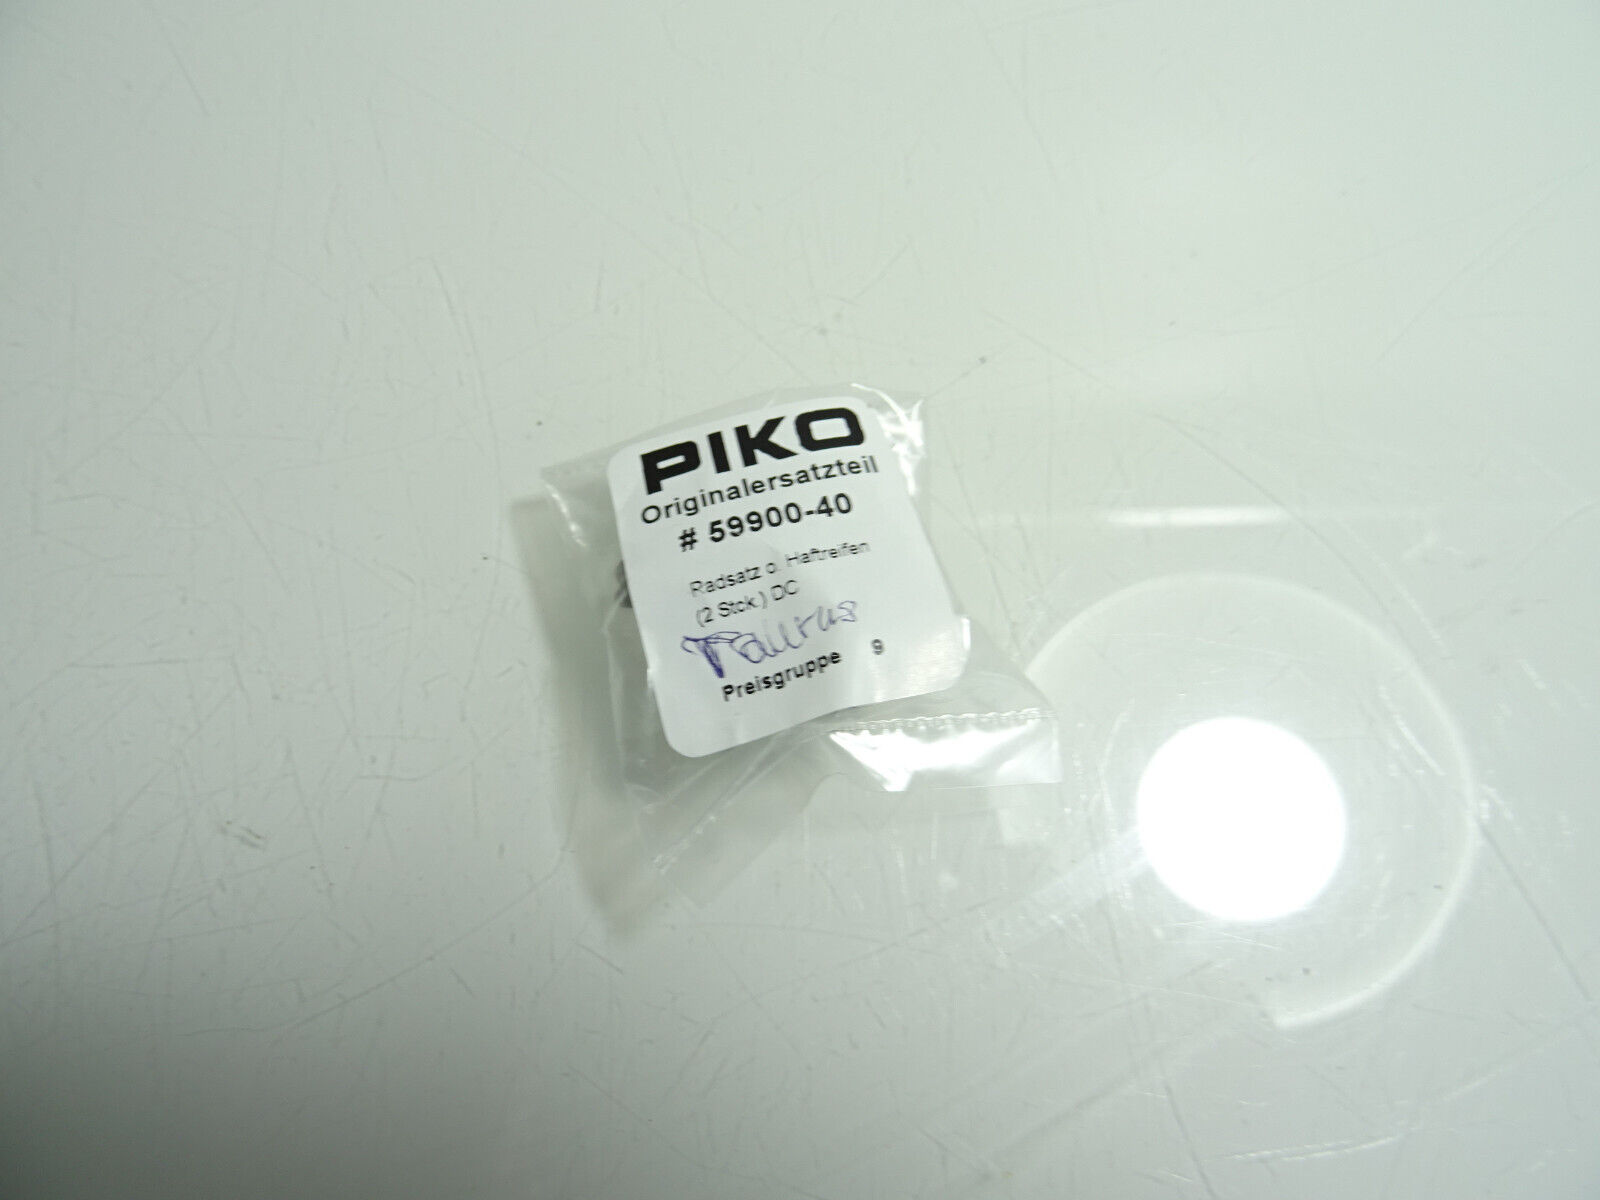 PIKO
Originalersatzteil
# 59900-40
Radsatz o. Haftreifen
(2 Stck.) DC
Taurus
Preisgruppe 9